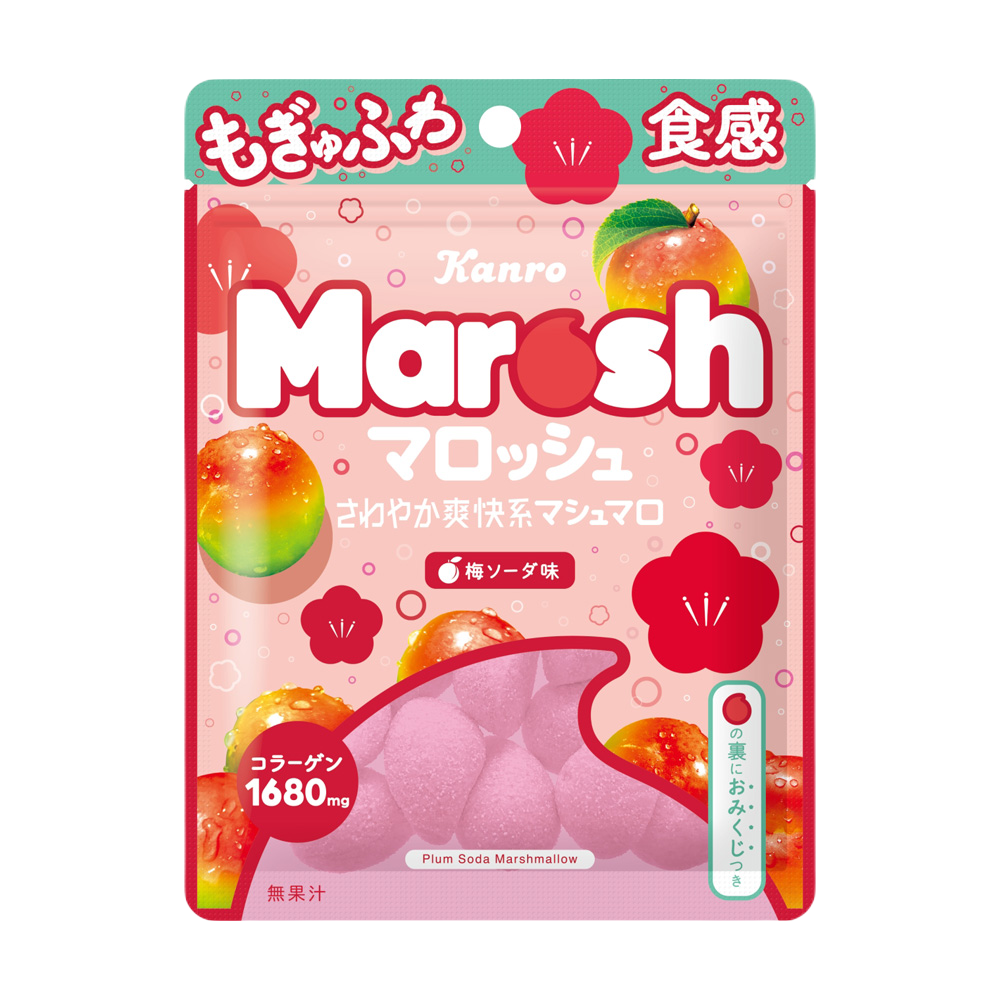 もぎゅふわ 食感
Kanro
Marosh
マロッシュ
さわやか爽快系マシュマロ
梅ソーダ味
の裏におみくじつき
コラーゲン
1680mg
Plum Soda Marshmallow
無果汁